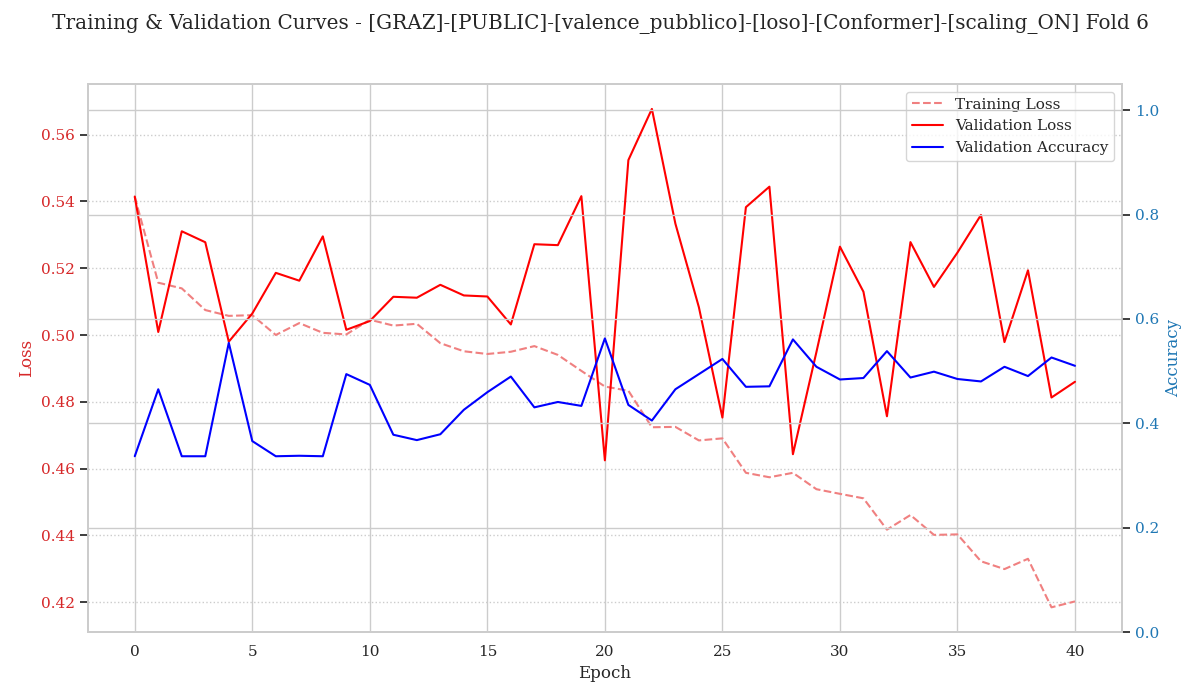 Training & Validation Curves - [GRAZ]-[PUBLIC]-[valence_pubblico]-[loso]-[Conformer]-[scaling_ON] Fold 6
Training Loss
Validation Loss
Validation Accuracy
Loss
0.56
0.54
0.52
0.50
0.48
0.46
0.44
0.42
1.0
0.8
0.6
0.4
0.2
0.0
Accuracy
0 5 10 15 20 25 30 35 40
Epoch